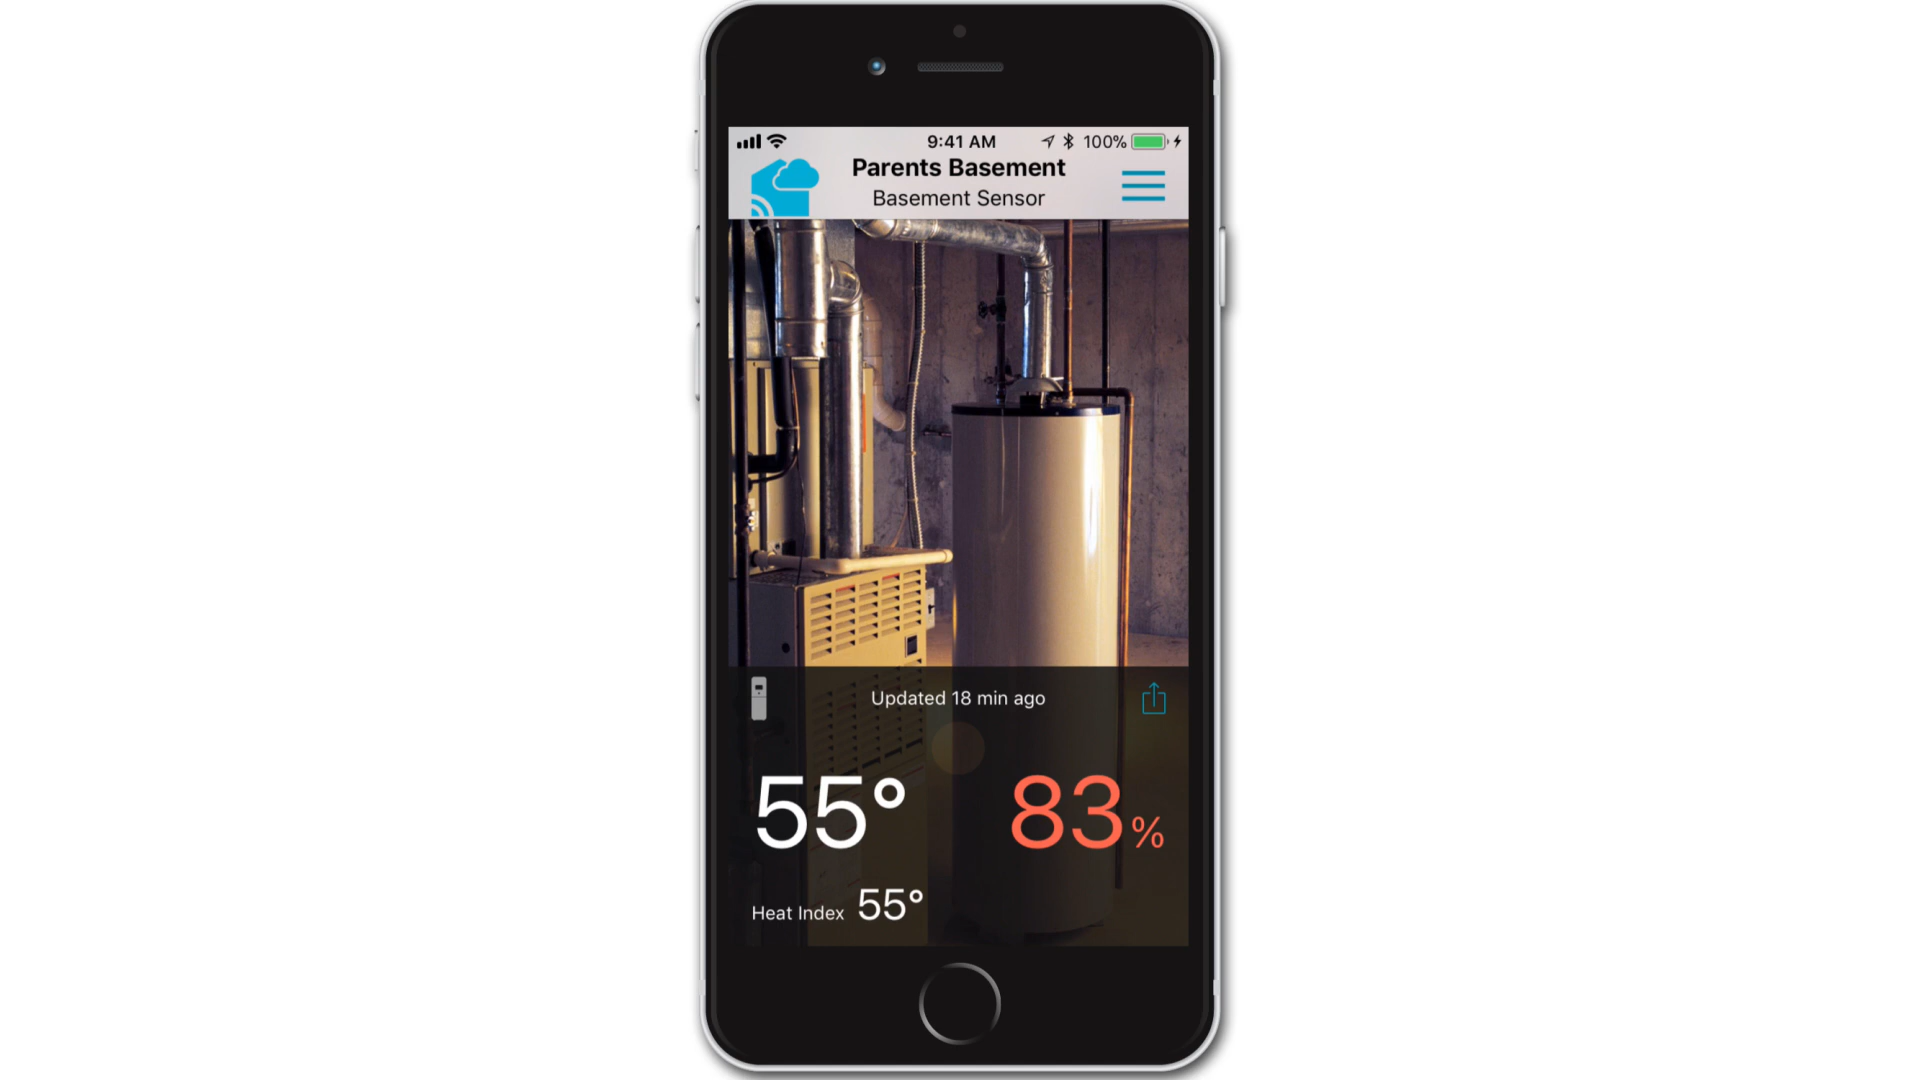 9:41 AM 100%
Parents Basement
Basement Sensor
Updated 18 min ago
55° 83%
Heat Index 55°